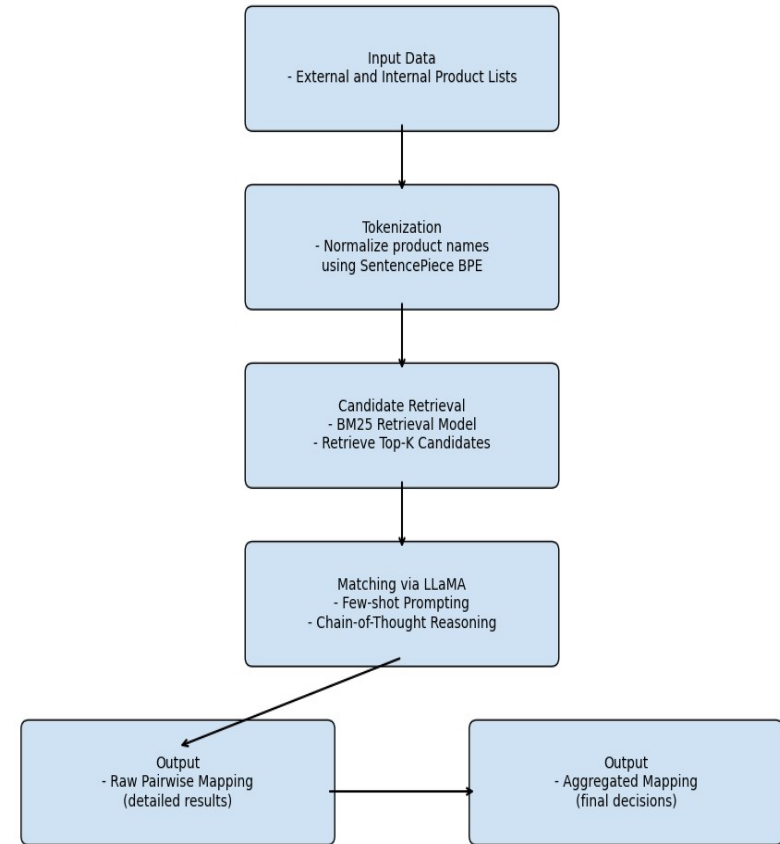 Input Data
- External and Internal Product Lists
Tokenization
- Normalize product names
using SentencePiece BPE
Candidate Retrieval
- BM25 Retrieval Model
- Retrieve Top-K Candidates
Matching via LLaMA
- Few-shot Prompting
- Chain-of-Thought Reasoning
Output
- Raw Pairwise Mapping
(detailed results)
Output
- Aggregated Mapping
(final decisions)